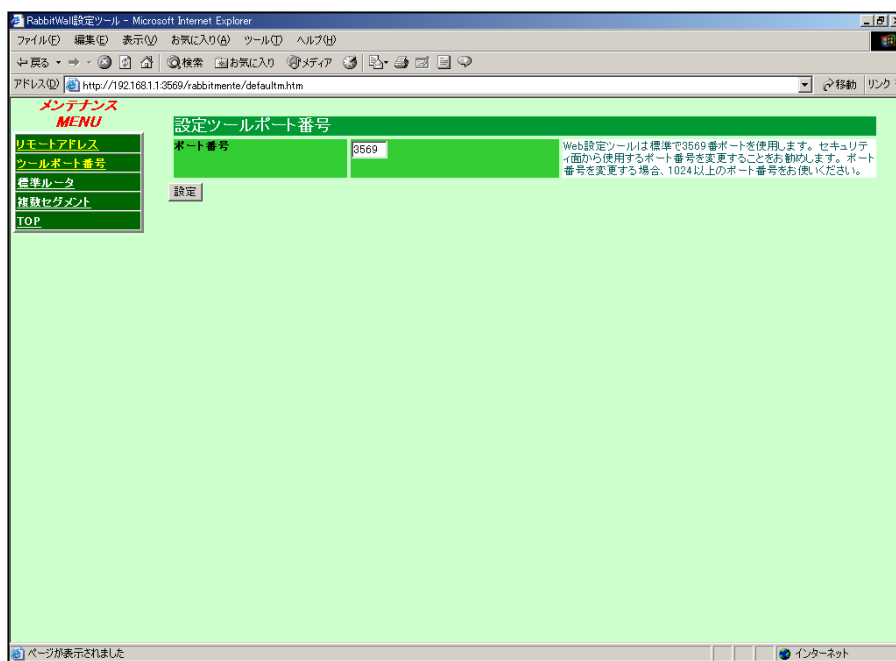 RabbitWall設定ツール - Microsoft Internet Explorer
ファイル(F) 編集(E) 表示(V) お気に入り(A) ツール(T) ヘルプ(H)
戻る 検索 お気に入り メディア
アドレス(D) http://192.168.1.1:3569/rabbitmente/defaultm.htm 移動 リンク
メンテナンス
MENU
リモートアドレス
ツールポート番号
標準ルータ
複数セグメント
TOP
設定ツールポート番号
ポート番号 3569
Web設定ツールは標準で3569番ポートを使用します。セキュリテ
ィ面から使用するポート番号を変更することをお勧めします。ポート
番号を変更する場合、1024以上のポート番号をお使いください。
設定
ページが表示されました インターネット